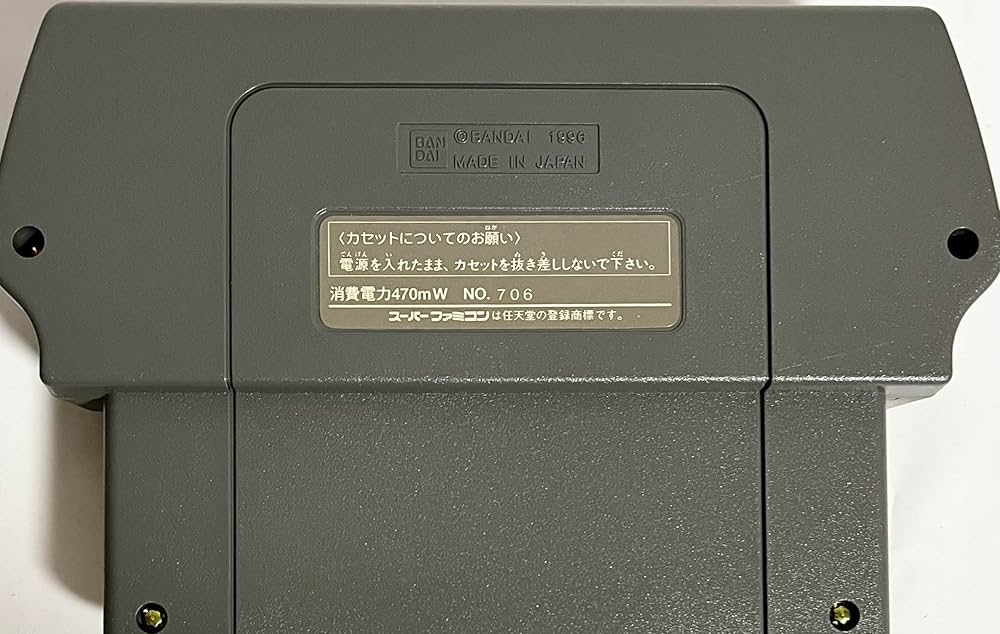 BAN
DAI
©BANDAI 1996
MADE IN JAPAN
〈カセットについてのお願い〉
電源を入れたまま、カセットを抜き差ししないで下さい。
消費電力470mW NO. 706
スーパーファミコンは任天堂の登録商標です。